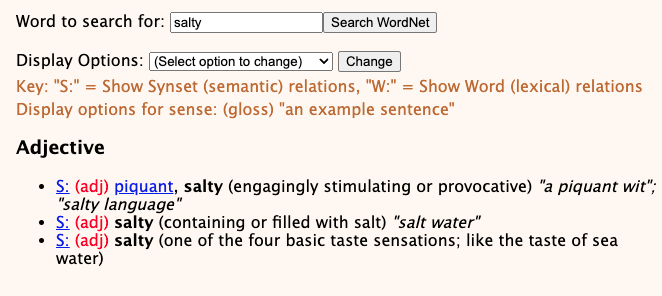 Word to search for: salty Search WordNet
Display Options: (Select option to change) Change
Key: "S:" = Show Synset (semantic) relations, "W:" = Show Word (lexical) relations
Display options for sense: (gloss) "an example sentence"
Adjective
• S: (adj) piquant, salty (engagingly stimulating or provocative) "a piquant wit";
"salty language"
• S: (adj) salty (containing or filled with salt) "salt water"
• S: (adj) salty (one of the four basic taste sensations; like the taste of sea
water)